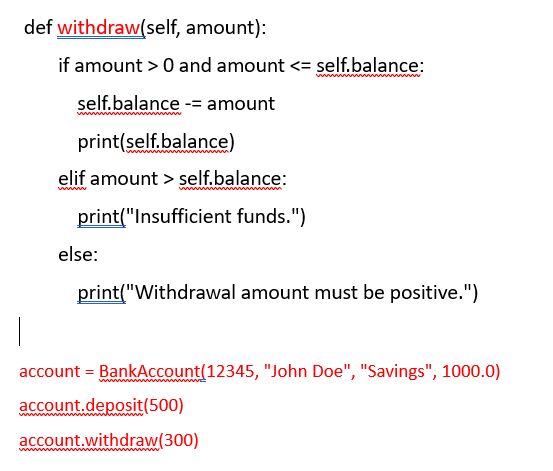 def withdraw(self, amount):
if amount > 0 and amount <= self.balance:
self.balance -= amount
print(self.balance)
elif amount > self.balance:
print("Insufficient funds.")
else:
print("Withdrawal amount must be positive.")
account = BankAccount(12345, "John Doe", "Savings", 1000.0)
account.deposit(500)
account.withdraw(300)